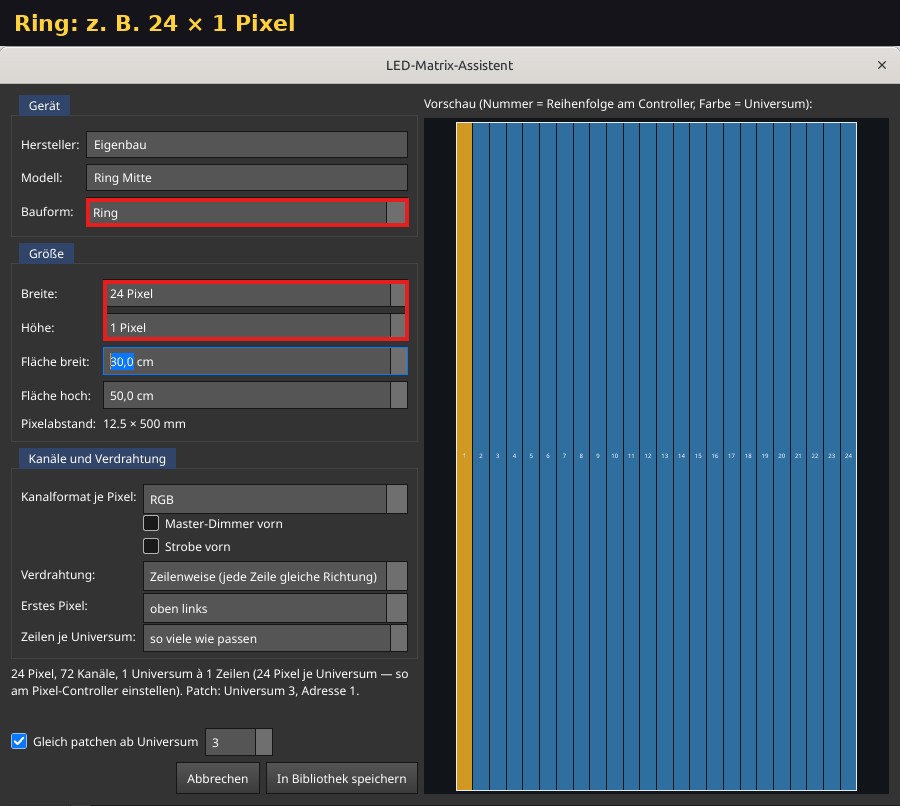 Ring: z. B. 24 × 1 Pixel
LED-Matrix-Assistent
Gerät
Hersteller: Eigenbau
Modell: Ring Mitte
Bauform: Ring
Größe
Breite: 24 Pixel
Höhe: 1 Pixel
Fläche breit: 30,0 cm
Fläche hoch: 50,0 cm
Pixelabstand: 12.5 × 500 mm
Kanäle und Verdrahtung
Kanalformat je Pixel: RGB
Master-Dimmer vorn
Strobe vorn
Verdrahtung: Zeilenweise (jede Zeile gleiche Richtung)
Erstes Pixel: oben links
Zeilen je Universum: so viele wie passen
24 Pixel, 72 Kanäle, 1 Universum à 1 Zeilen (24 Pixel je Universum — so
am Pixel-Controller einstellen). Patch: Universum 3, Adresse 1.
Gleich patchen ab Universum 3
Abbrechen In Bibliothek speichern
Vorschau (Nummer = Reihenfolge am Controller, Farbe = Universum):
1 2 3 4 5 6 7 8 9 10 11 12 13 14 15 16 17 18 19 20 21 22 23 24